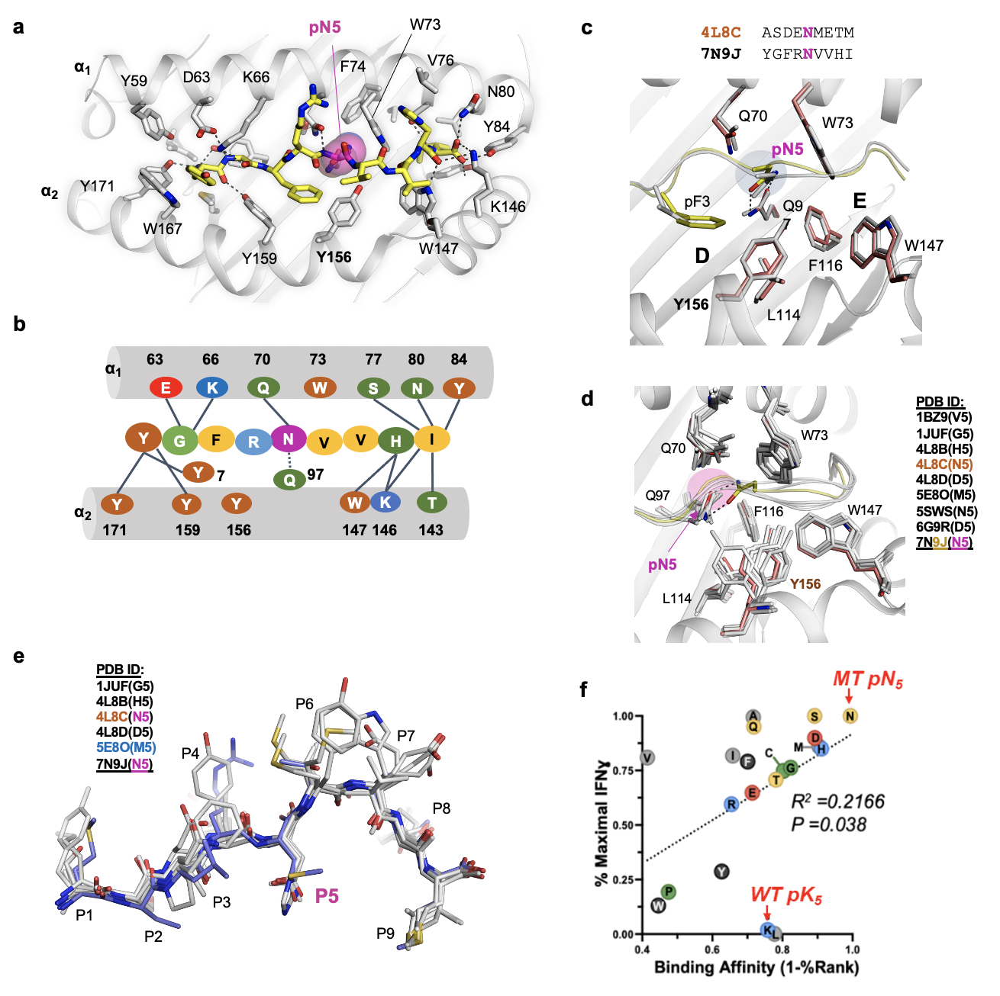 a
pN5
W73
α1
Y59
D63
K66
F74
V76
N80
Y84
α2
Y171
W167
Y159
Y156
W147
K146
b
α1
63 66 70 73 77 80 84
E K Q W S N Y
Y G F R N V V H I
Y 7
Q 97
α2
Y Y Y W K T
171 159 156 147 146 143
c
4L8C ASDENMETM
7N9J YGFRNVVHI
Q70
W73
pN5
pF3
Q9
7
E
D
F116
W147
Y156
L114
d
Q70
W73
Q97
F116
W147
pN5
Y156
L114
PDB ID:
1BZ9(V5)
1JUF(G5)
4L8B(H5)
4L8C(N5)
4L8D(D5)
5E8O(M5)
5SWS(N5)
6G9R(D5)
7N9J(N5)
e
PDB ID:
1JUF(G5)
4L8B(H5)
4L8C(N5)
4L8D(D5)
5E8O(M5)
7N9J(N5)
P6
P7
P4
P8
P5
P3
P1
P2
P9
f
MT pN5
1.00
A
Q
S
N
D
M
H
C
G
V
I
F
0.75
T
E
R
R2 =0.2166
P =0.038
0.50
Y
0.25
P
W
WT pK5
K
L
0.00
0.4 0.6 0.8 1.0
% Maximal IFNɣ
Binding Affinity (1-%Rank)